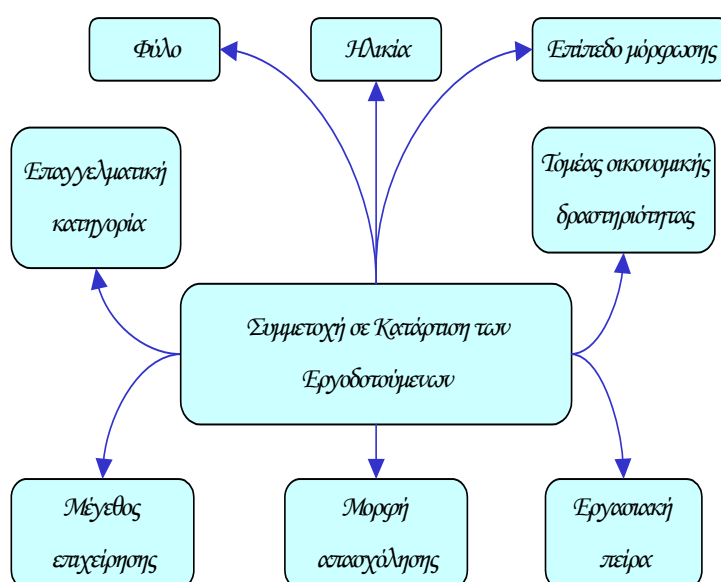 Φύλο
Ηλικία
Επίπεδο μόρφωσης
Επαγγελματική
κατηγορία
Τομέας οικονομικής
δραστηριότητας
Συμμετοχή σε Κατάρτιση των
Εργοδοτούμενων
Μέγεθος
επιχείρησης
Μορφή
απασχόλησης
Εργασιακή
πείρα